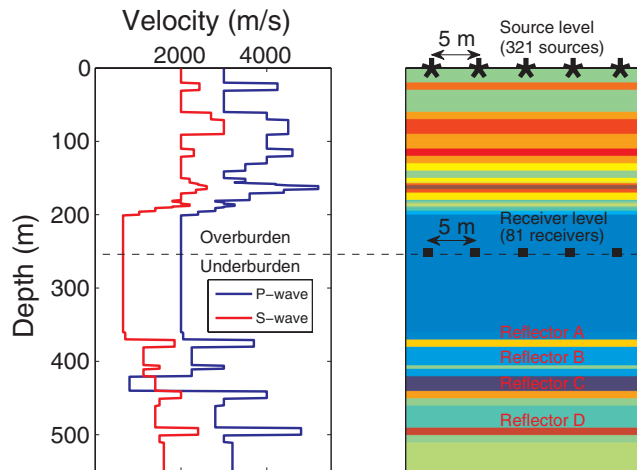 Velocity (m/s)
2000
4000
0
100
200
300
400
500
Depth (m)
Overburden
Underburden
P−wave
S−wave
Source level
(321 sources)
5 m
Receiver level
(81 receivers)
5 m
Reflector A
Reflector B
Reflector C
Reflector D